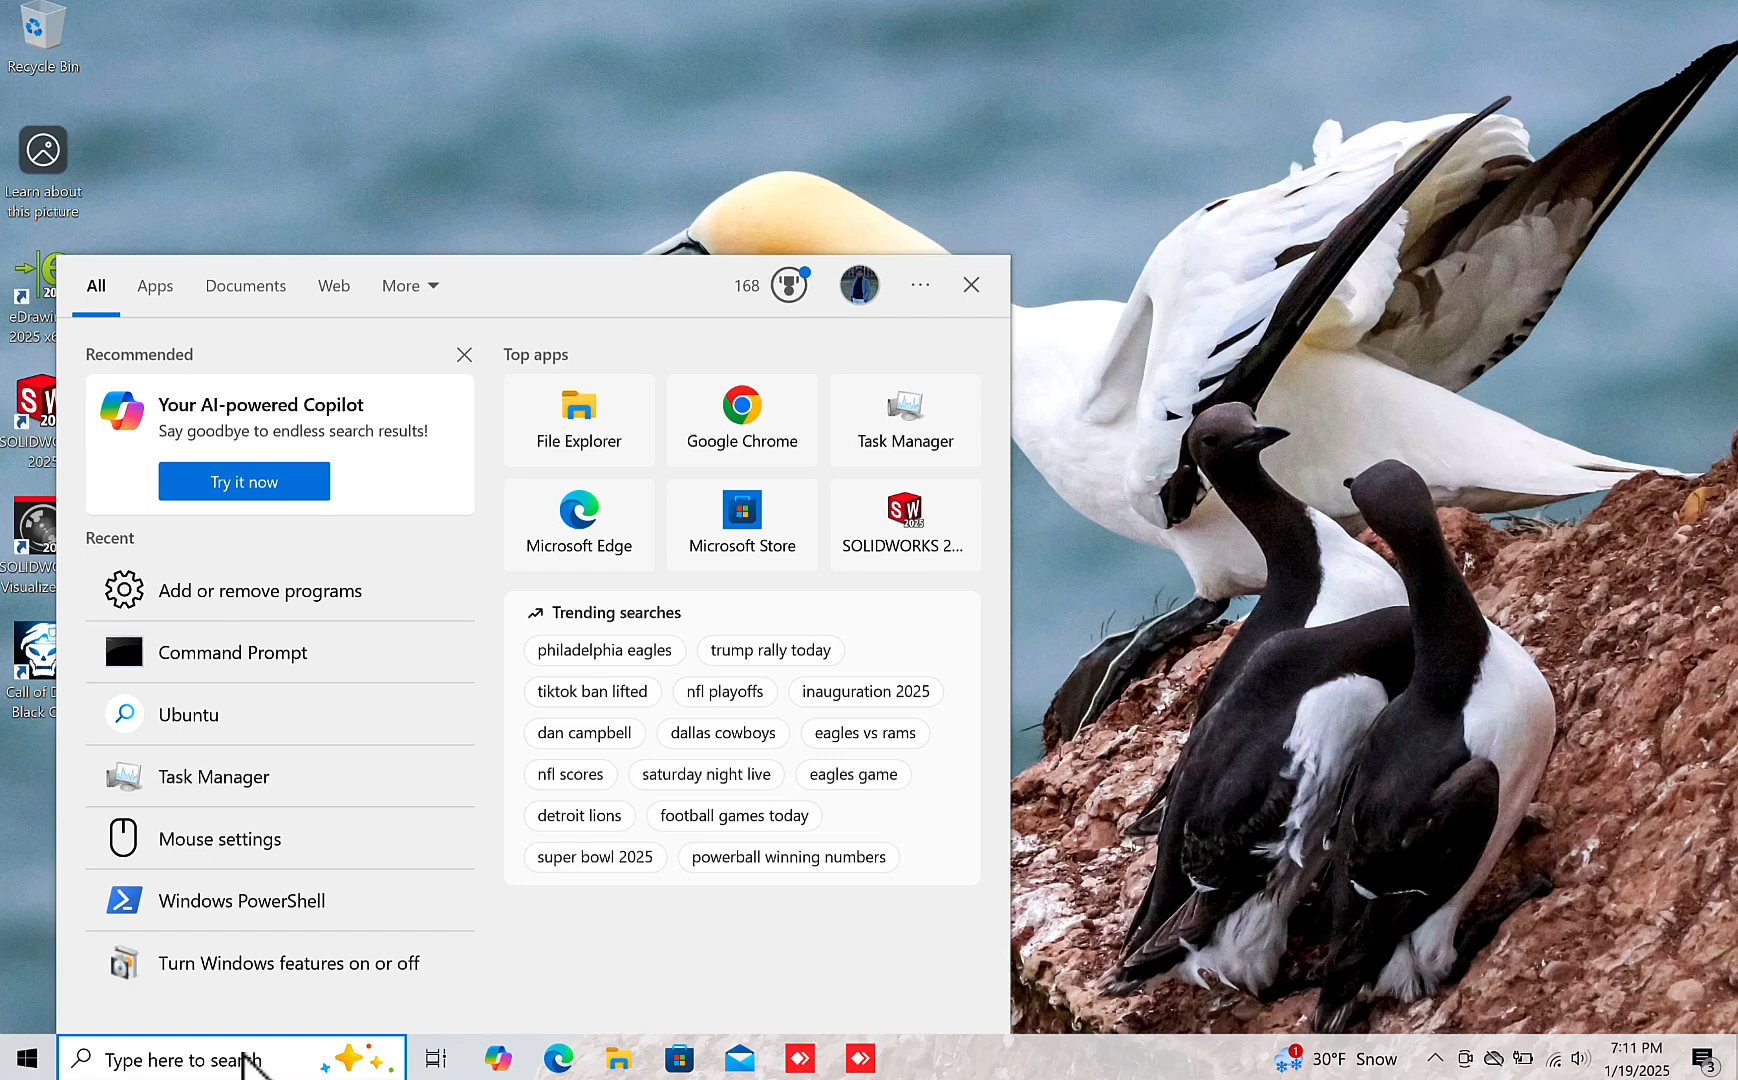 Recycle Bin
Learn about
this picture
2025
All
Apps
Documents
Web
More
168
Recommended
Your AI-powered Copilot
Say goodbye to endless search results!
Try it now
Recent
Add or remove programs
Command Prompt
Ubuntu
Task Manager
Mouse settings
Windows PowerShell
Turn Windows features on or off
Top apps
File Explorer
Google Chrome
Task Manager
Microsoft Edge
Microsoft Store
SW
2025
SOLIDWORKS 2...
Trending searches
philadelphia eagles
trump rally today
tiktok ban lifted
nfl playoffs
inauguration 2025
dan campbell
dallas cowboys
eagles vs rams
nfl scores
saturday night live
eagles game
detroit lions
football games today
super bowl 2025
powerball winning numbers
Type here to search
1
30°F Snow
7:11 PM
1/19/2025
3